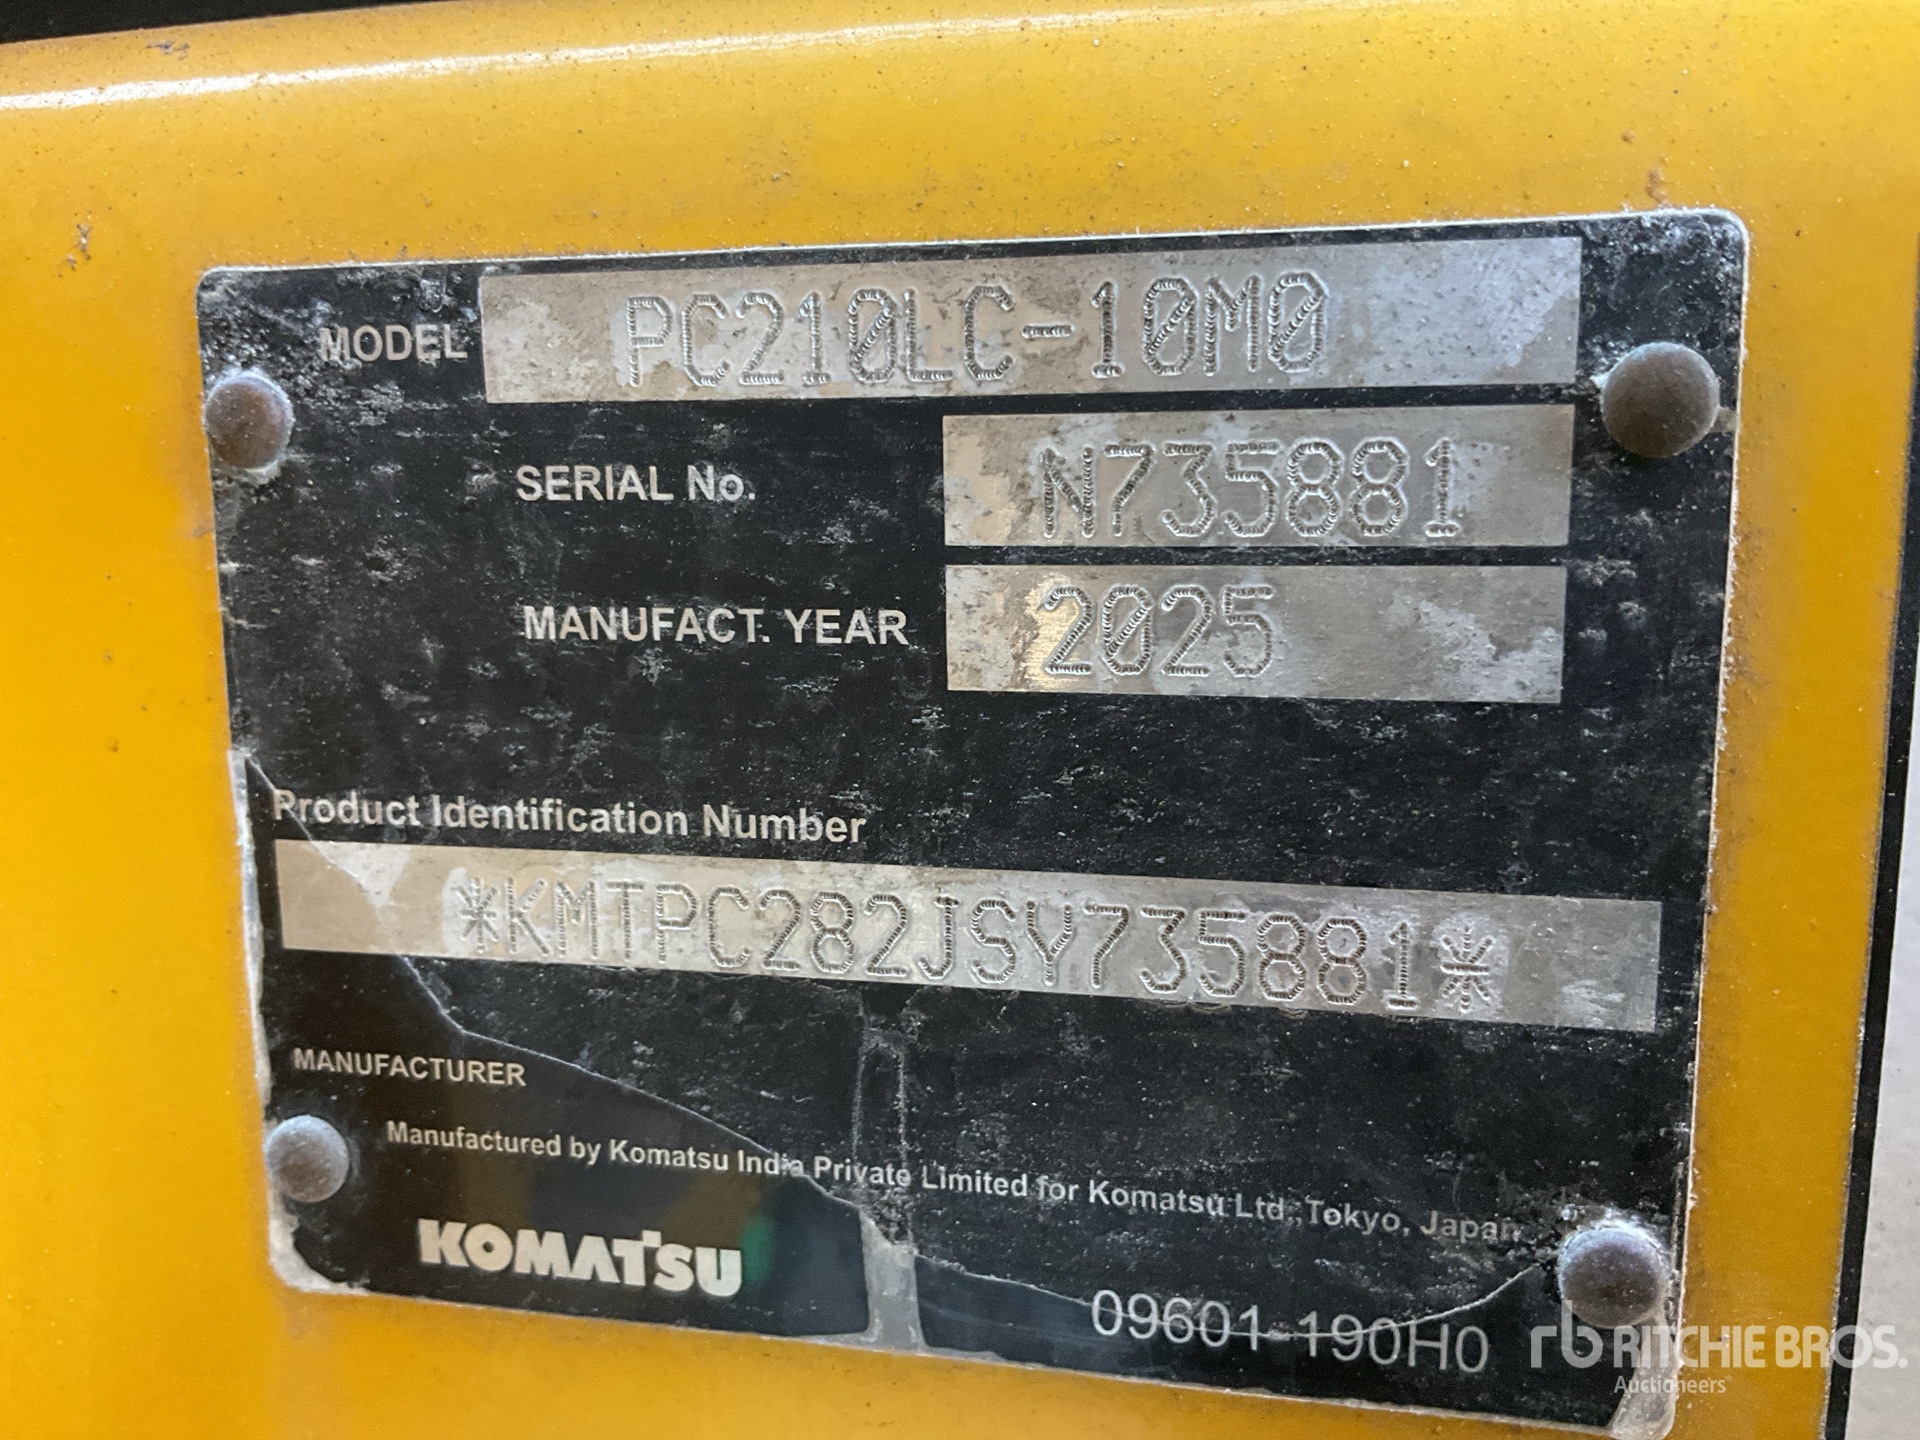 MODEL PC210LC-10M0
SERIAL No. N735881
MANUFACT. YEAR 2025
Product Identification Number
*KMTPC282JSY735881*
MANUFACTURER
Manufactured by Komatsu India Private Limited for Komatsu Ltd., Tokyo, Japan
KOMATSU
09601-190H0
rb RITCHIE BROS.
Auctioneers